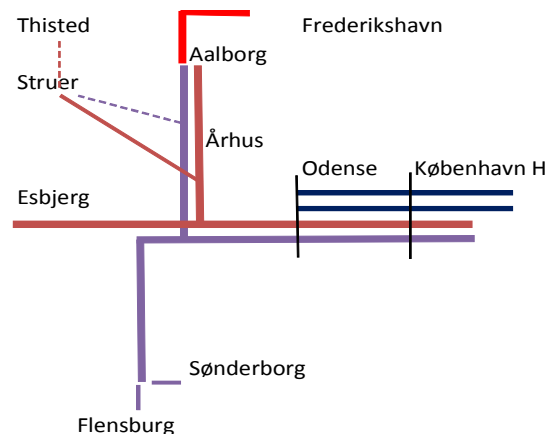 Thisted
Frederikshavn
Aalborg
Struer
Århus
Odense
København H
Esbjerg
Sønderborg
Flensburg